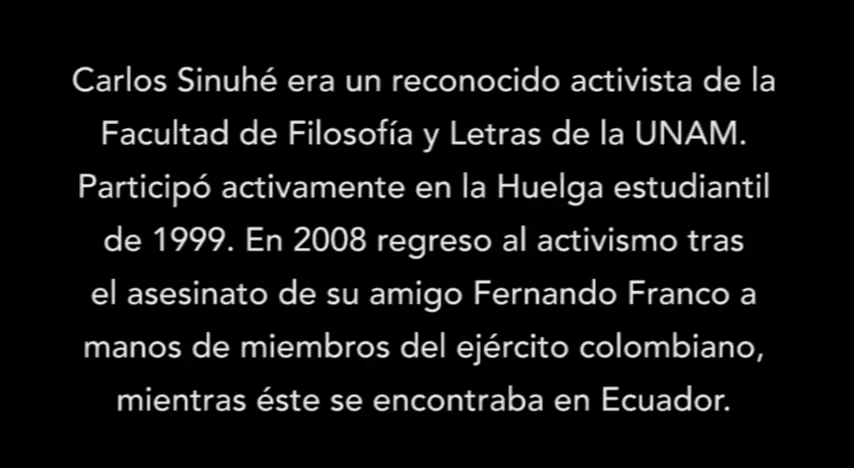 Carlos Sinuhé era un reconocido activista de la
Facultad de Filosofía y Letras de la UNAM.
Participó activamente en la Huelga estudiantil
de 1999. En 2008 regreso al activismo tras
el asesinato de su amigo Fernando Franco a
manos de miembros del ejército colombiano,
mientras éste se encontraba en Ecuador.